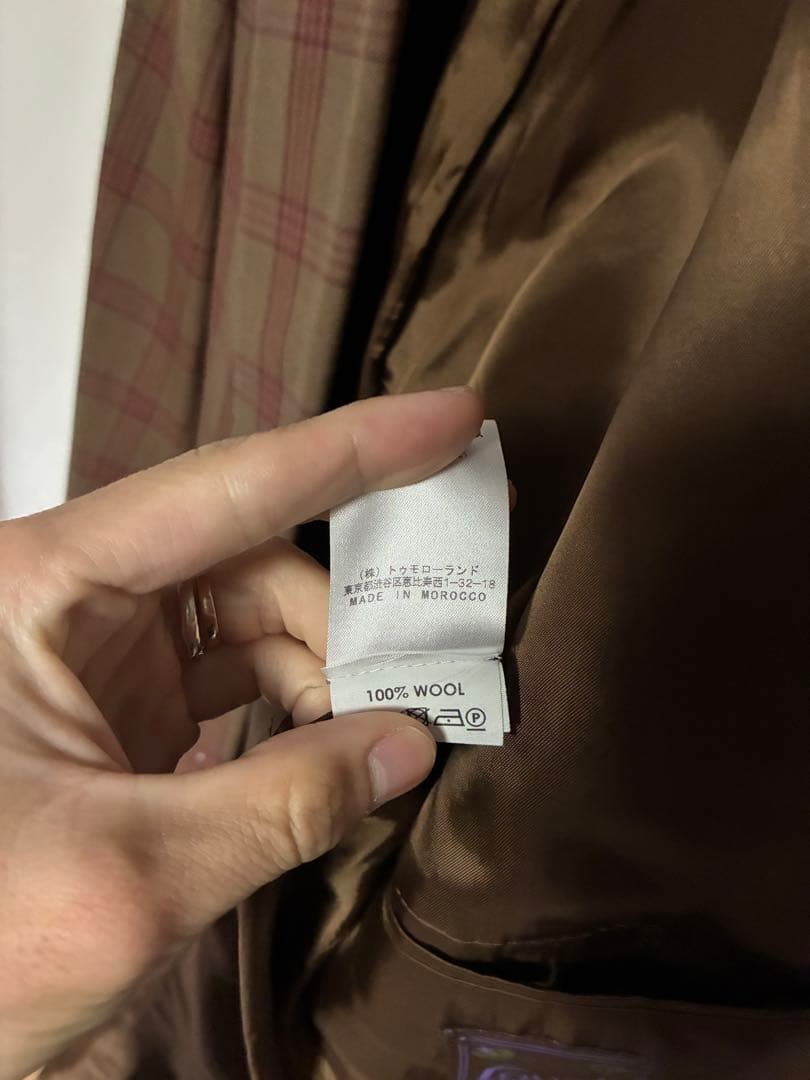 (株)トゥモローランド
東京都渋谷区恵比寿西1-32-18
MADE IN MOROCCO
100% WOOL
P